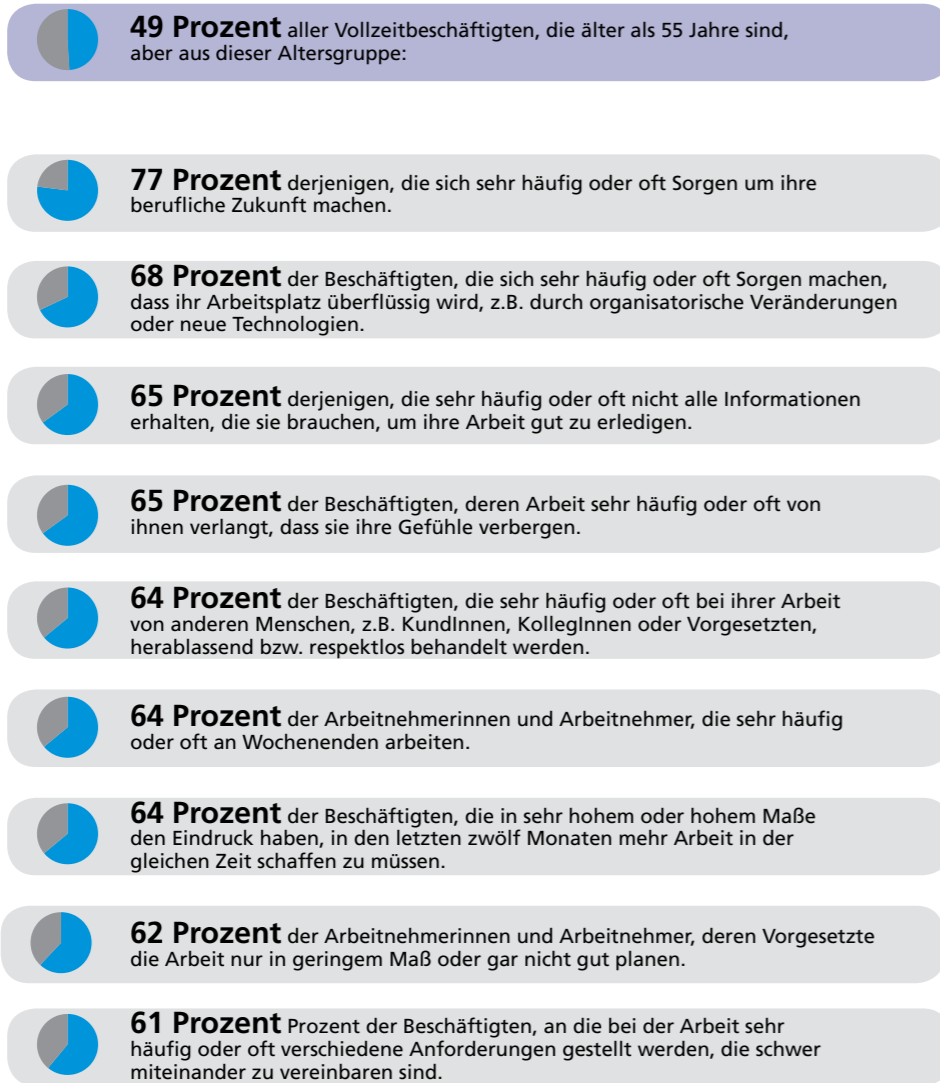 49 Prozent aller Vollzeitbeschäftigten, die älter als 55 Jahre sind,
aber aus dieser Altersgruppe:
77 Prozent derjenigen, die sich sehr häufig oder oft Sorgen um ihre
berufliche Zukunft machen.
68 Prozent der Beschäftigten, die sich sehr häufig oder oft Sorgen machen,
dass ihr Arbeitsplatz überflüssig wird, z.B. durch organisatorische Veränderungen
oder neue Technologien.
65 Prozent derjenigen, die sehr häufig oder oft nicht alle Informationen
erhalten, die sie brauchen, um ihre Arbeit gut zu erledigen.
65 Prozent der Beschäftigten, deren Arbeit sehr häufig oder oft von
ihnen verlangt, dass sie ihre Gefühle verbergen.
64 Prozent der Beschäftigten, die sehr häufig oder oft bei ihrer Arbeit
von anderen Menschen, z.B. KundInnen, KollegInnen oder Vorgesetzten,
herablassend bzw. respektlos behandelt werden.
64 Prozent der Arbeitnehmerinnen und Arbeitnehmer, die sehr häufig
oder oft an Wochenenden arbeiten.
64 Prozent der Beschäftigten, die in sehr hohem oder hohem Maße
den Eindruck haben, in den letzten zwölf Monaten mehr Arbeit in der
gleichen Zeit schaffen zu müssen.
62 Prozent der Arbeitnehmerinnen und Arbeitnehmer, deren Vorgesetzte
die Arbeit nur in geringem Maß oder gar nicht gut planen.
61 Prozent Prozent der Beschäftigten, an die bei der Arbeit sehr
häufig oder oft verschiedene Anforderungen gestellt werden, die schwer
miteinander zu vereinbaren sind.